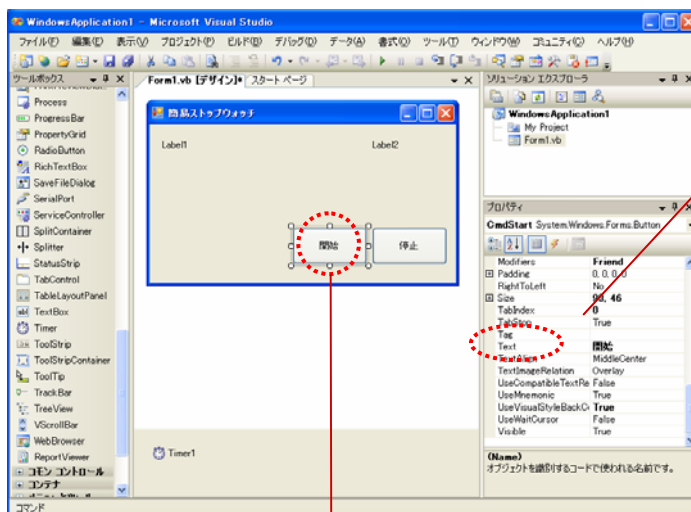 WindowsApplication1 - Microsoft Visual Studio
ファイル(F) 編集(E) 表示(V) プロジェクト(P) ビルド(B) デバッグ(D) データ(A) 書式(O) ツール(T) ウィンドウ(W) コミュニティ(C) ヘルプ(H)
ツールボックス
Process
ProgressBar
PropertyGrid
RadioButton
RichTextBox
SaveFileDialog
SerialPort
ServiceController
SplitContainer
Splitter
StatusStrip
TabControl
TableLayoutPanel
TextBox
Timer
ToolStrip
ToolStripContainer
ToolTip
TrackBar
TreeView
VScrollBar
WebBrowser
ReportViewer
コモン コントロール
コンテナ
Form1.vb [デザイン]* スタート ページ
簡易ストップウォッチ
Label1 Label2
開始 停止
Timer1
ソリューション エクスプローラ
WindowsApplication1
My Project
Form1.vb
プロパティ
CmdStart System.Windows.Forms.Button
Modifiers Friend
Padding 0, 0, 0, 0
RightToLeft No
Size 90, 46
TabIndex 0
TabStop True
Tag
Text 開始
TextAlign MiddleCenter
TextImageRelation Overlay
UseCompatibleTextRe False
UseMnemonic True
UseVisualStyleBackCo True
UseWaitCursor False
Visible True
(Name)
オブジェクトを識別するコードで使われる名前です。
コマンド